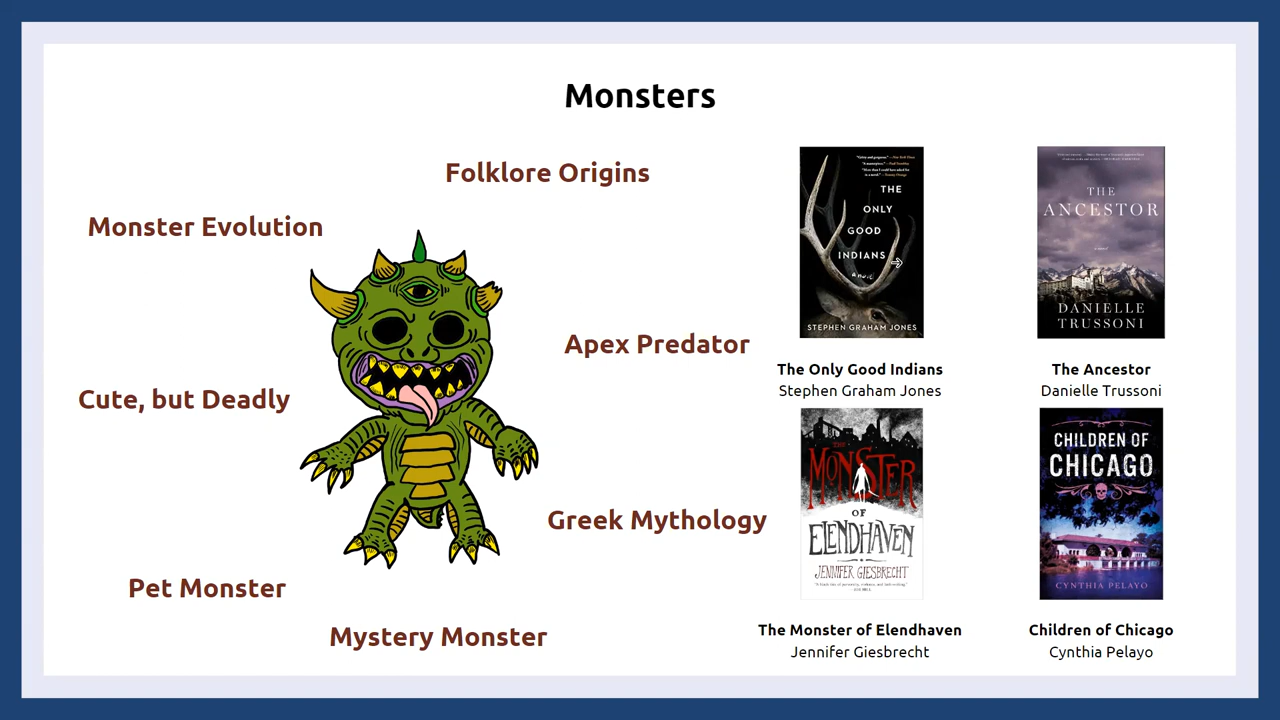 Monsters
Folklore Origins
Monster Evolution
Apex Predator
Cute, but Deadly
Greek Mythology
Pet Monster
Mystery Monster
THE
ONLY
GOOD
INDIANS
a novel
STEPHEN GRAHAM JONES
The Only Good Indians
Stephen Graham Jones
THE
ANCESTOR
a novel
DANIELLE
TRUSSONI
The Ancestor
Danielle Trussoni
THE
MONSTER
OF
ELENDHAVEN
JENNIFER GIESBRECHT
The Monster of Elendhaven
Jennifer Giesbrecht
CHILDREN OF
CHICAGO
CYNTHIA PELAYO
Children of Chicago
Cynthia Pelayo